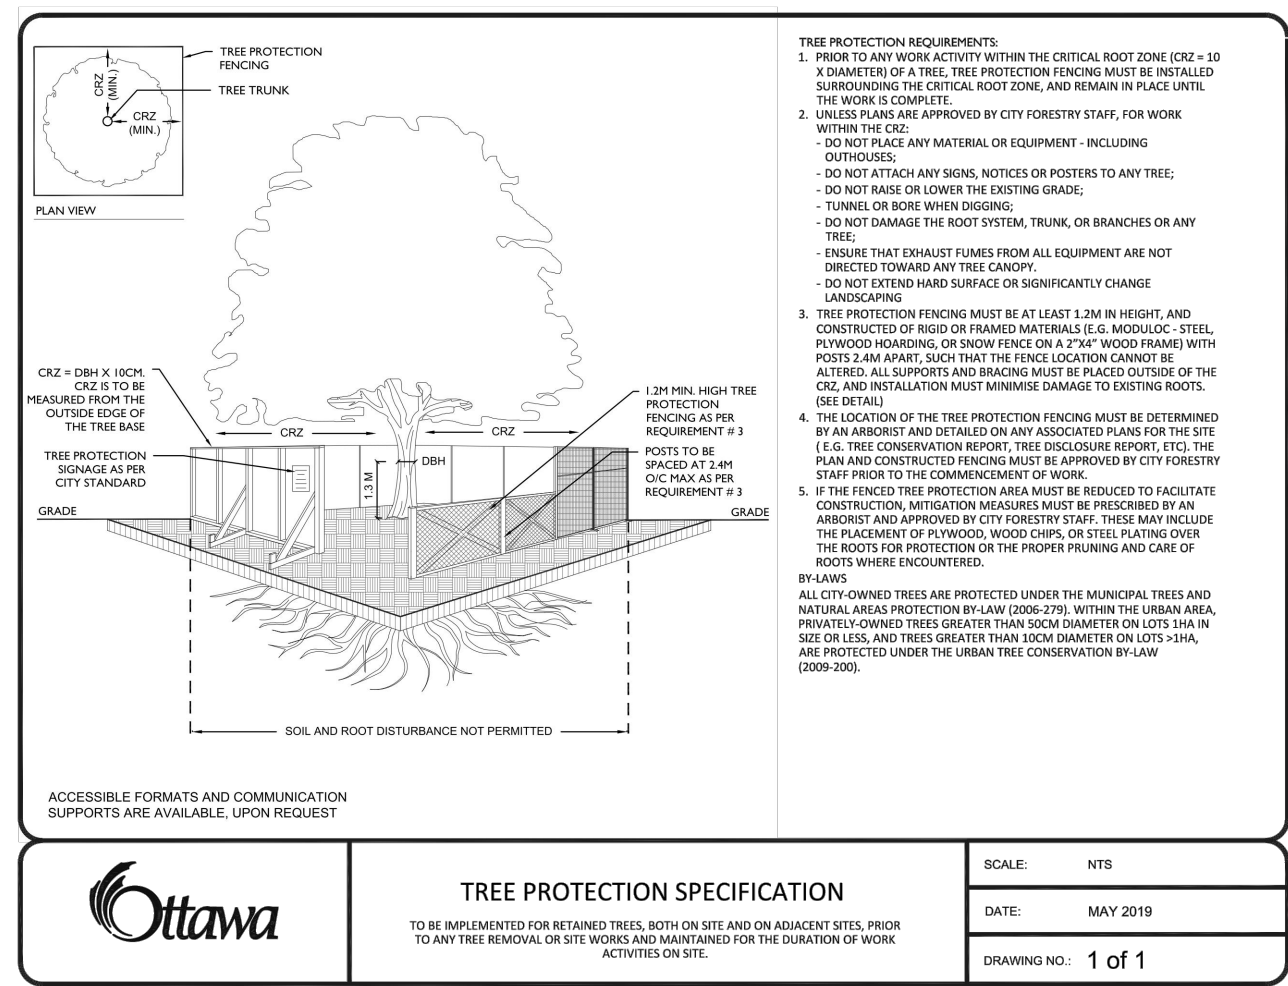 TREE PROTECTION
FENCING
TREE TRUNK
CRZ
(MIN.)
CRZ
(MIN.)
PLAN VIEW
CRZ = DBH X 10CM.
CRZ IS TO BE
MEASURED FROM THE
OUTSIDE EDGE OF
THE TREE BASE
TREE PROTECTION
SIGNAGE AS PER
CITY STANDARD
GRADE
CRZ
CRZ
DBH
1.3 M
1.2M MIN. HIGH TREE
PROTECTION
FENCING AS PER
REQUIREMENT # 3
POSTS TO BE
SPACED AT 2.4M
O/C MAX AS PER
REQUIREMENT # 3
GRADE
SOIL AND ROOT DISTURBANCE NOT PERMITTED
ACCESSIBLE FORMATS AND COMMUNICATION
SUPPORTS ARE AVAILABLE, UPON REQUEST
TREE PROTECTION REQUIREMENTS:
1. PRIOR TO ANY WORK ACTIVITY WITHIN THE CRITICAL ROOT ZONE (CRZ = 10
X DIAMETER) OF A TREE, TREE PROTECTION FENCING MUST BE INSTALLED
SURROUNDING THE CRITICAL ROOT ZONE, AND REMAIN IN PLACE UNTIL
THE WORK IS COMPLETE.
2. UNLESS PLANS ARE APPROVED BY CITY FORESTRY STAFF, FOR WORK
WITHIN THE CRZ:
- DO NOT PLACE ANY MATERIAL OR EQUIPMENT - INCLUDING
OUTHOUSES;
- DO NOT ATTACH ANY SIGNS, NOTICES OR POSTERS TO ANY TREE;
- DO NOT RAISE OR LOWER THE EXISTING GRADE;
- TUNNEL OR BORE WHEN DIGGING;
- DO NOT DAMAGE THE ROOT SYSTEM, TRUNK, OR BRANCHES OR ANY
TREE;
- ENSURE THAT EXHAUST FUMES FROM ALL EQUIPMENT ARE NOT
DIRECTED TOWARD ANY TREE CANOPY.
- DO NOT EXTEND HARD SURFACE OR SIGNIFICANTLY CHANGE
LANDSCAPING
3. TREE PROTECTION FENCING MUST BE AT LEAST 1.2M IN HEIGHT, AND
CONSTRUCTED OF RIGID OR FRAMED MATERIALS (E.G. MODULOC - STEEL,
PLYWOOD HOARDING, OR SNOW FENCE ON A 2"X4" WOOD FRAME) WITH
POSTS 2.4M APART, SUCH THAT THE FENCE LOCATION CANNOT BE
ALTERED. ALL SUPPORTS AND BRACING MUST BE PLACED OUTSIDE OF THE
CRZ, AND INSTALLATION MUST MINIMISE DAMAGE TO EXISTING ROOTS.
(SEE DETAIL)
4. THE LOCATION OF THE TREE PROTECTION FENCING MUST BE DETERMINED
BY AN ARBORIST AND DETAILED ON ANY ASSOCIATED PLANS FOR THE SITE
( E.G. TREE CONSERVATION REPORT, TREE DISCLOSURE REPORT, ETC). THE
PLAN AND CONSTRUCTED FENCING MUST BE APPROVED BY CITY FORESTRY
STAFF PRIOR TO THE COMMENCEMENT OF WORK.
5. IF THE FENCED TREE PROTECTION AREA MUST BE REDUCED TO FACILITATE
CONSTRUCTION, MITIGATION MEASURES MUST BE PRESCRIBED BY AN
ARBORIST AND APPROVED BY CITY FORESTRY STAFF. THESE MAY INCLUDE
THE PLACEMENT OF PLYWOOD, WOOD CHIPS, OR STEEL PLATING OVER
THE ROOTS FOR PROTECTION OR THE PROPER PRUNING AND CARE OF
ROOTS WHERE ENCOUNTERED.
BY-LAWS
ALL CITY-OWNED TREES ARE PROTECTED UNDER THE MUNICIPAL TREES AND
NATURAL AREAS PROTECTION BY-LAW (2006-279). WITHIN THE URBAN AREA,
PRIVATELY-OWNED TREES GREATER THAN 50CM DIAMETER ON LOTS 1HA IN
SIZE OR LESS, AND TREES GREATER THAN 10CM DIAMETER ON LOTS >1HA,
ARE PROTECTED UNDER THE URBAN TREE CONSERVATION BY-LAW
(2009-200).
Ottawa
TREE PROTECTION SPECIFICATION
TO BE IMPLEMENTED FOR RETAINED TREES, BOTH ON SITE AND ON ADJACENT SITES, PRIOR
TO ANY TREE REMOVAL OR SITE WORKS AND MAINTAINED FOR THE DURATION OF WORK
ACTIVITIES ON SITE.
SCALE: NTS
DATE: MAY 2019
DRAWING NO.: 1 of 1